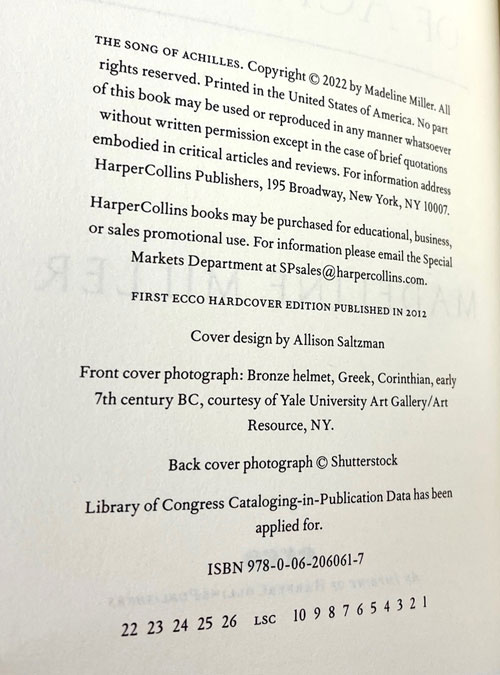 THE SONG OF ACHILLES. Copyright © 2022 by Madeline Miller. All
rights reserved. Printed in the United States of America. No part
of this book may be used or reproduced in any manner whatsoever
without written permission except in the case of brief quotations
embodied in critical articles and reviews. For information address
HarperCollins Publishers, 195 Broadway, New York, NY 10007.
HarperCollins books may be purchased for educational, business,
or sales promotional use. For information please email the Special
Markets Department at SPsales@harpercollins.com.
FIRST ECCO HARDCOVER EDITION PUBLISHED IN 2012
Cover design by Allison Saltzman
Front cover photograph: Bronze helmet, Greek, Corinthian, early
7th century BC, courtesy of Yale University Art Gallery/Art
Resource, NY.
Back cover photograph © Shutterstock
Library of Congress Cataloging-in-Publication Data has been
applied for.
ISBN 978-0-06-206061-7
22 23 24 25 26 LSC 10 9 8 7 6 5 4 3 2 1
MADELINE MILLER